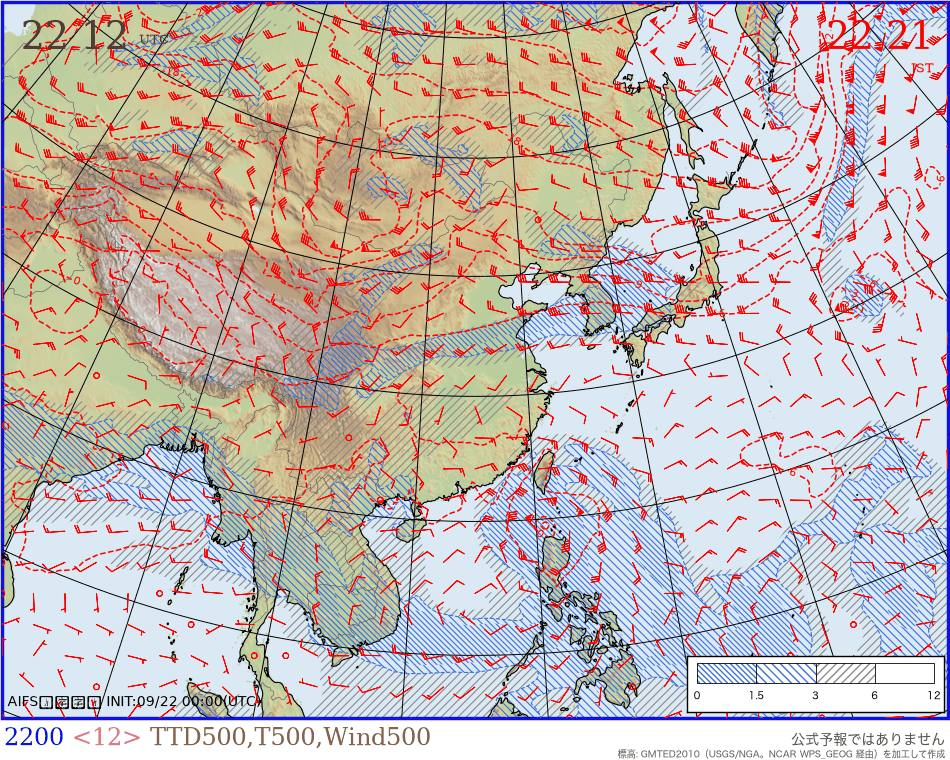 22.12 UTC
22.21
JST
AIFS INIT:09/22 00:00(UTC)
0 1.5 3 6 12
2200 <12> TTD500,T500,Wind500
公式予報ではありません
標高: GMTED2010（USGS/NGA。NCAR WPS_GEOG 経由）を加工して作成